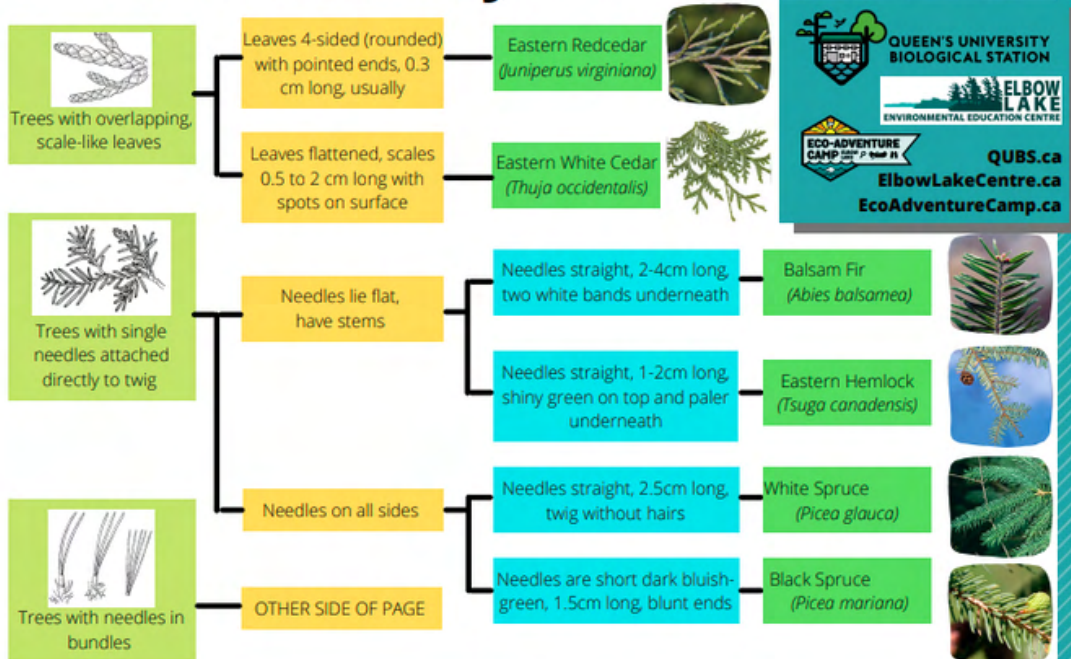 Trees with overlapping,
scale-like leaves
Leaves 4-sided (rounded)
with pointed ends, 0.3
cm long, usually
Eastern Redcedar
(Juniperus virginiana)
Leaves flattened, scales
0.5 to 2 cm long with
spots on surface
Eastern White Cedar
(Thuja occidentalis)
QUEEN'S UNIVERSITY
BIOLOGICAL STATION
ELBOW
LAKE
ENVIRONMENTAL EDUCATION CENTRE
ECO-ADVENTURE
CAMP ELBOW LAKE
QUBS.ca
ElbowLakeCentre.ca
EcoAdventureCamp.ca
Trees with single
needles attached
directly to twig
Needles lie flat,
have stems
Needles straight, 2-4cm long,
two white bands underneath
Balsam Fir
(Abies balsamea)
Needles straight, 1-2cm long,
shiny green on top and paler
underneath
Eastern Hemlock
(Tsuga canadensis)
Needles on all sides
Needles straight, 2.5cm long,
twig without hairs
White Spruce
(Picea glauca)
Needles are short dark bluish-
green, 1.5cm long, blunt ends
Black Spruce
(Picea mariana)
Trees with needles in
bundles
OTHER SIDE OF PAGE